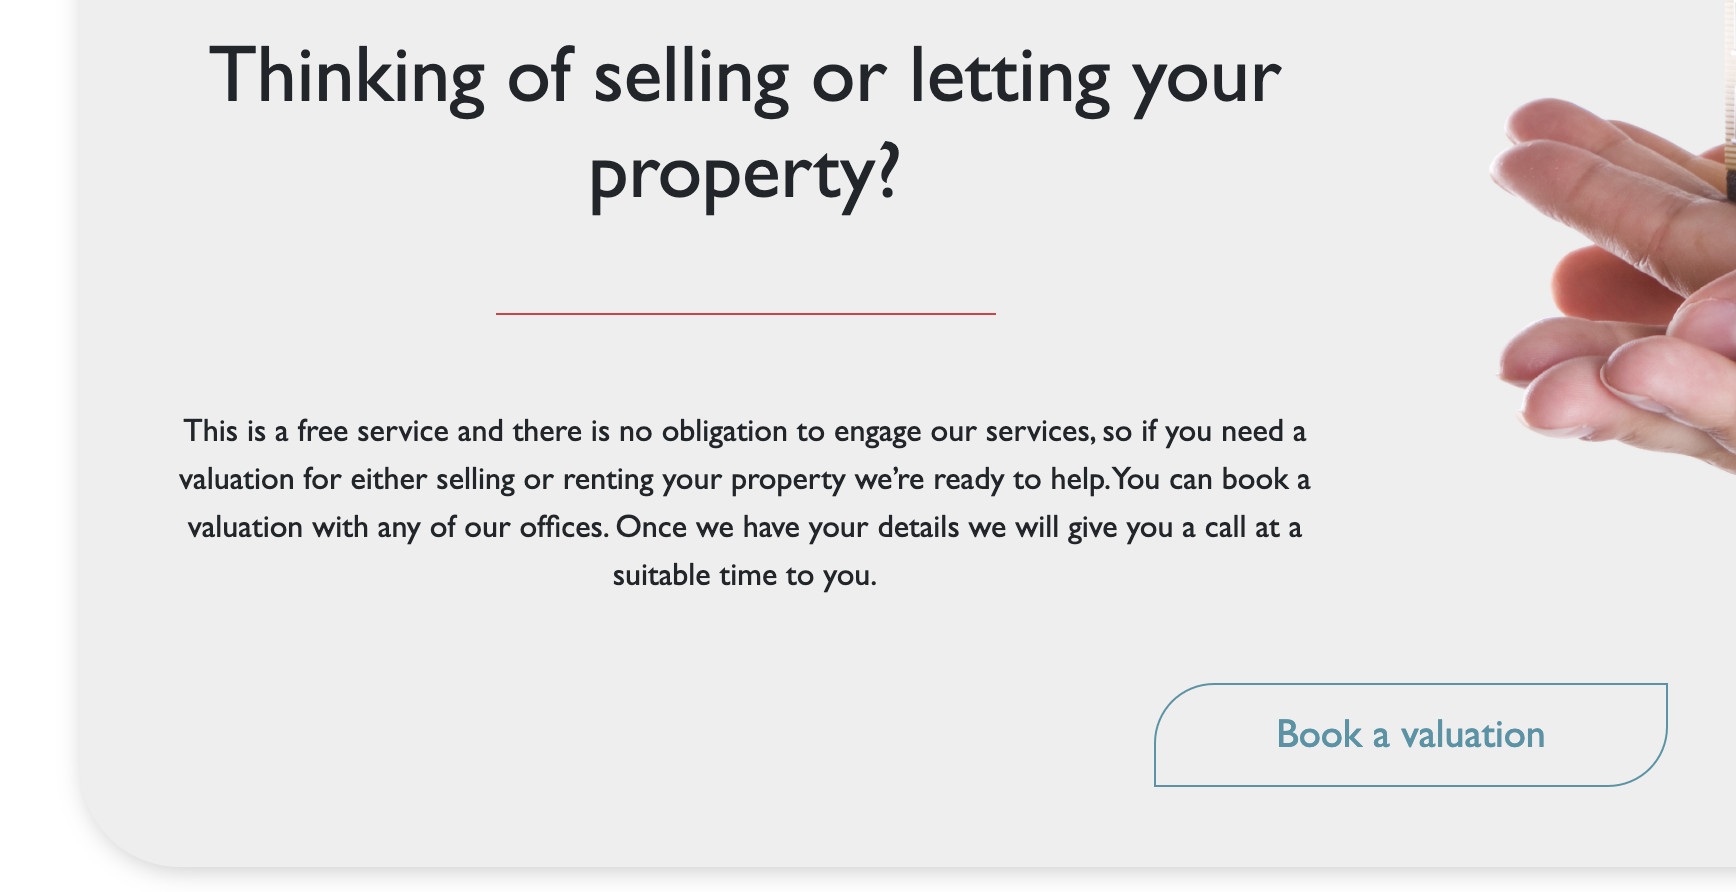 Thinking of selling or letting your
property?
This is a free service and there is no obligation to engage our services, so if you need a
valuation for either selling or renting your property we’re ready to help. You can book a
valuation with any of our offices. Once we have your details we will give you a call at a
suitable time to you.
Book a valuation